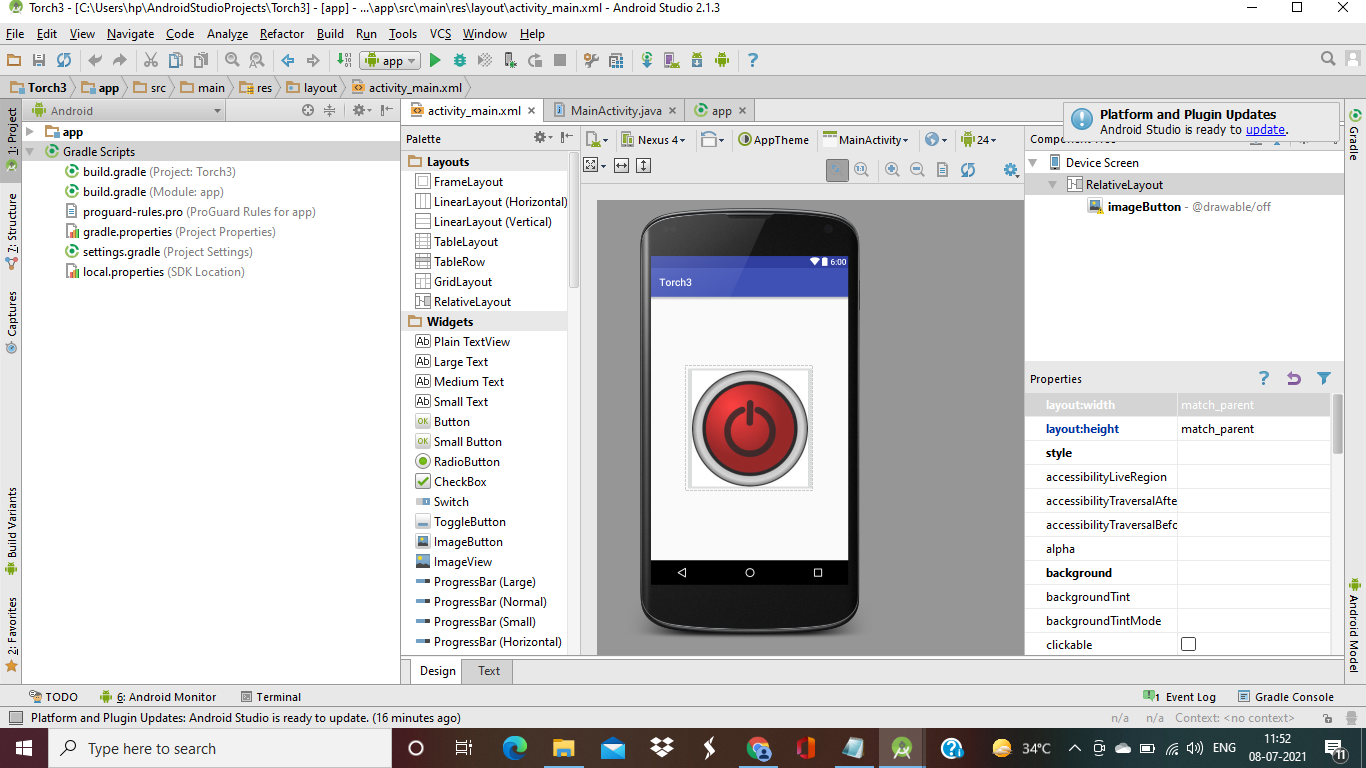 Torch3 - [C:\Users\hp\AndroidStudioProjects\Torch3] - [app] - ...\app\src\main\res\layout\activity_main.xml - Android Studio 2.1.3
File Edit View Navigate Code Analyze Refactor Build Run Tools VCS Window Help
app
Torch3 app src main res layout activity_main.xml
1: Project
7: Structure
Captures
Build Variants
2: Favorites
Android
app
Gradle Scripts
build.gradle (Project: Torch3)
build.gradle (Module: app)
proguard-rules.pro (ProGuard Rules for app)
gradle.properties (Project Properties)
settings.gradle (Project Settings)
local.properties (SDK Location)
activity_main.xml MainActivity.java app
Palette
Layouts
FrameLayout
LinearLayout (Horizontal)
LinearLayout (Vertical)
TableLayout
TableRow
GridLayout
RelativeLayout
Widgets
Plain TextView
Large Text
Medium Text
Small Text
Button
Small Button
RadioButton
CheckBox
Switch
ToggleButton
ImageButton
ImageView
ProgressBar (Large)
ProgressBar (Normal)
ProgressBar (Small)
ProgressBar (Horizontal)
Nexus 4 AppTheme MainActivity 24
6:00
Torch3
Platform and Plugin Updates
Android Studio is ready to update.
Device Screen
RelativeLayout
imageButton - @drawable/off
Properties
layout:width match_parent
layout:height match_parent
style
accessibilityLiveRegion
accessibilityTraversalAfte
accessibilityTraversalBefo
alpha
background
backgroundTint
backgroundTintMode
clickable
Gradle
Android Model
Design Text
TODO 6: Android Monitor Terminal 1 Event Log Gradle Console
Platform and Plugin Updates: Android Studio is ready to update. (16 minutes ago) n/a n/a Context: <no context>
Type here to search 34°C ENG 11:52
08-07-2021 11